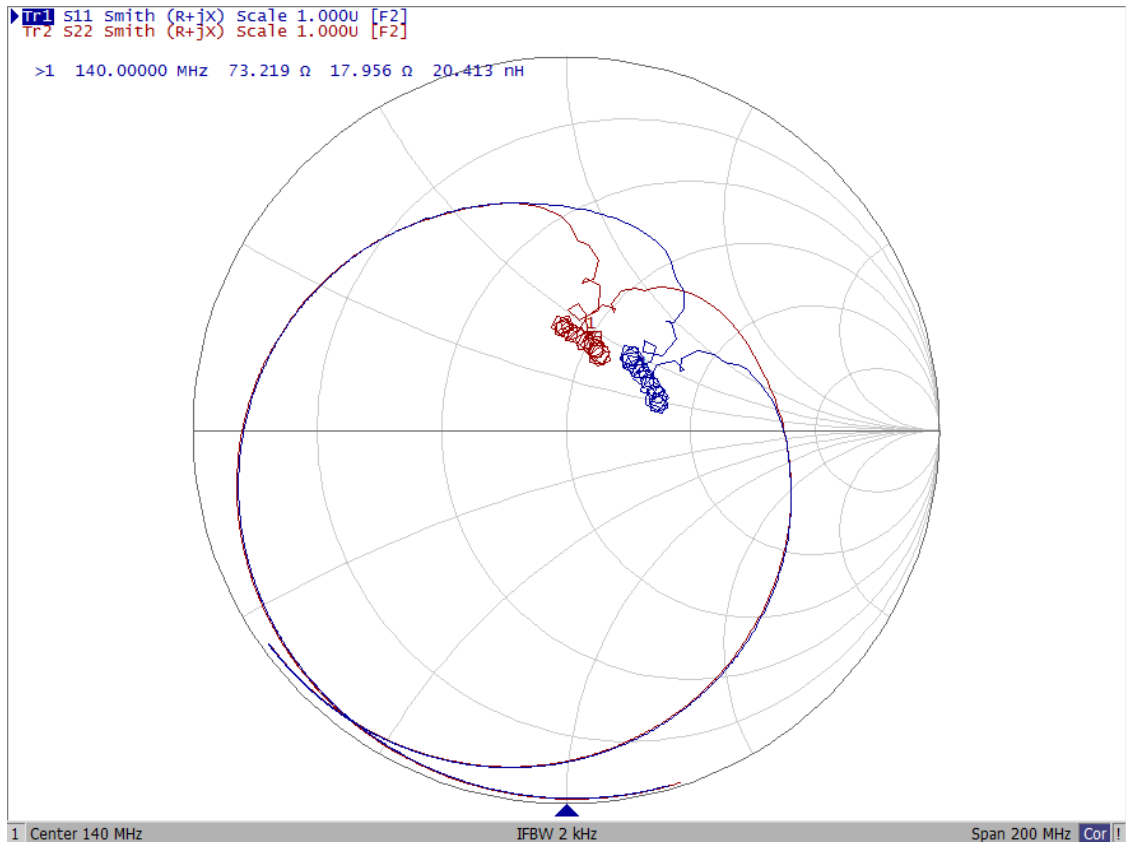 Tr1 S11 Smith (R+jX) Scale 1.000U [F2]
Tr2 S22 Smith (R+jX) Scale 1.000U [F2]
>1 140.00000 MHz 73.219 Ω 17.956 Ω 20.413 nH
1
1 Center 140 MHz IFBW 2 kHz Span 200 MHz Cor !